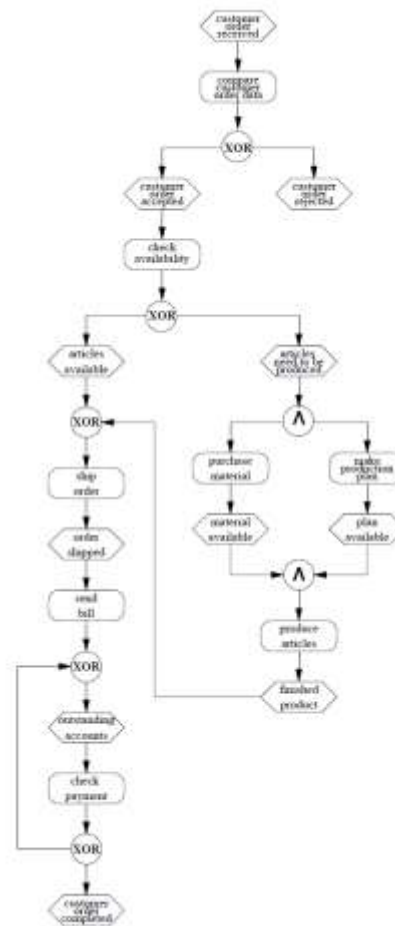 customer
order
received
compare
customer
order data
XOR
customer
order
accepted
customer
order
rejected
check
availability
XOR
articles
available
articles
need to be
produced
XOR
Λ
purchase
material
make
production
plan
ship
order
material
available
plan
available
order
shipped
Λ
send
bill
produce
articles
XOR
finished
product
outstanding
accounts
check
payment
XOR
customer
order
completed